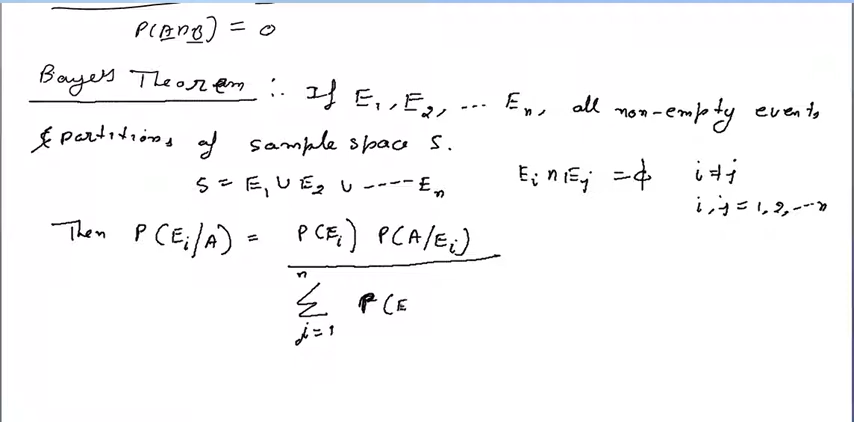 P(A∩B) = 0
Bayes Theorem :. If E₁, E₂, ... Eₙ, all non-empty events
& partitions of sample space S.
S = E₁ ∪ E₂ ∪ ---- Eₙ Eᵢ ∩ Eⱼ = ϕ i ≠ j
i, j = 1, 2, --- n
Then P(Eᵢ/A) = P(Eᵢ) P(A/Eᵢ)
n
∑ P(E
j=1